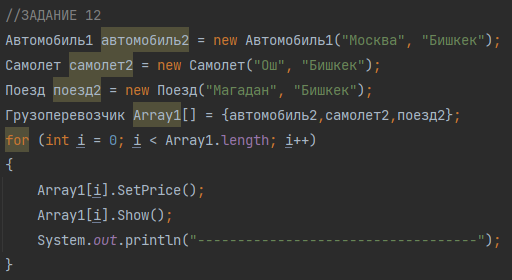 //ЗАДАНИЕ 12
Автомобиль1 автомобиль2 = new Автомобиль1("Москва", "Бишкек");
Самолет самолет2 = new Самолет("Ош", "Бишкек");
Поезд поезд2 = new Поезд("Магадан", "Бишкек");
Грузоперевозчик Array1[] = {автомобиль2,самолет2,поезд2};
for (int i = 0; i < Array1.length; i++)
{
    Array1[i].SetPrice();
    Array1[i].Show();
    System.out.println("-----------------------------------");
}